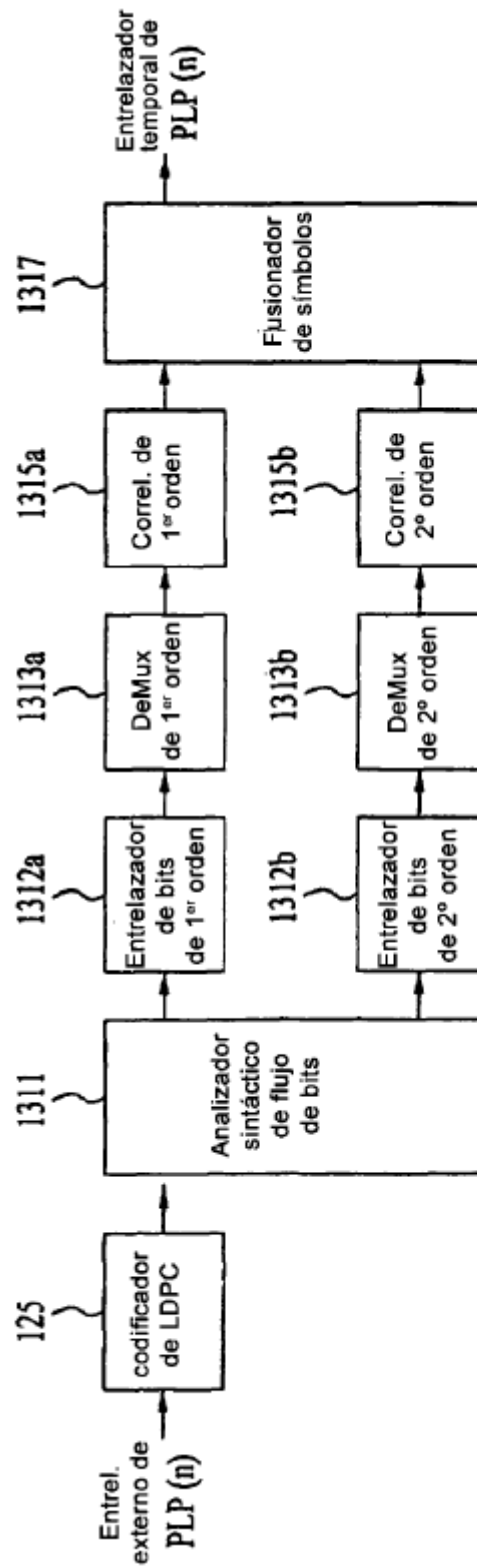 Entrel.
externo de
PLP (n)
125
codificador
de LDPC
1311
Analizador
sintáctico
de flujo
de bits
1312a
Entrelazador
de bits
de 1er orden
1313a
DeMux
de 1er orden
1315a
Correl. de
1er orden
1312b
Entrelazador
de bits
de 2º orden
1313b
DeMux
de 2º orden
1315b
Correl. de
2º orden
1317
Fusionador
de símbolos
Entrelazador
temporal de
PLP (n)